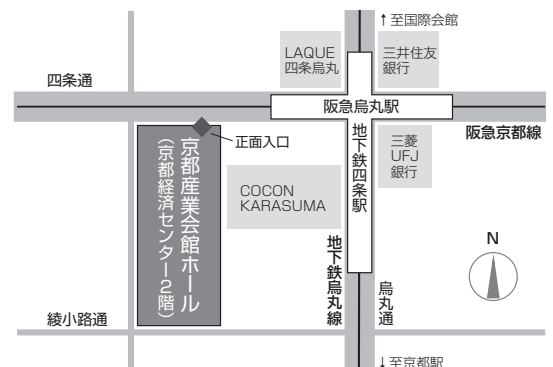 ↑至国際会館
LAQUE
四条烏丸
三井住友
銀行
四条通
阪急烏丸駅
阪急京都線
正面入口
地下鉄四条駅
三菱
UFJ
銀行
京都産業会館ホール
（京都経済センター2階）
COCON
KARASUMA
地下鉄烏丸線
烏丸通
N
綾小路通
↓至京都駅